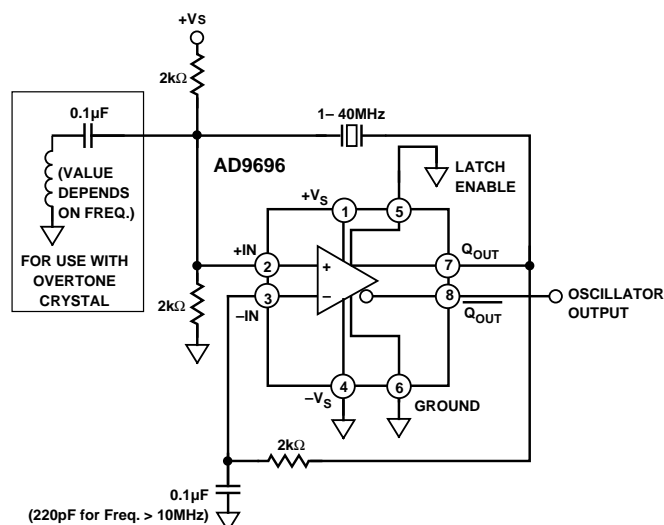 +Vs
2kΩ
0.1µF
1– 40MHz
(VALUE
DEPENDS
ON FREQ.)
FOR USE WITH
OVERTONE
CRYSTAL
AD9696
LATCH
ENABLE
+VS
1
5
+IN
2
+
7
QOUT
3
–
8
–IN
QOUT
OSCILLATOR
OUTPUT
2kΩ
4
6
–VS
GROUND
2kΩ
0.1µF
(220pF for Freq. > 10MHz)